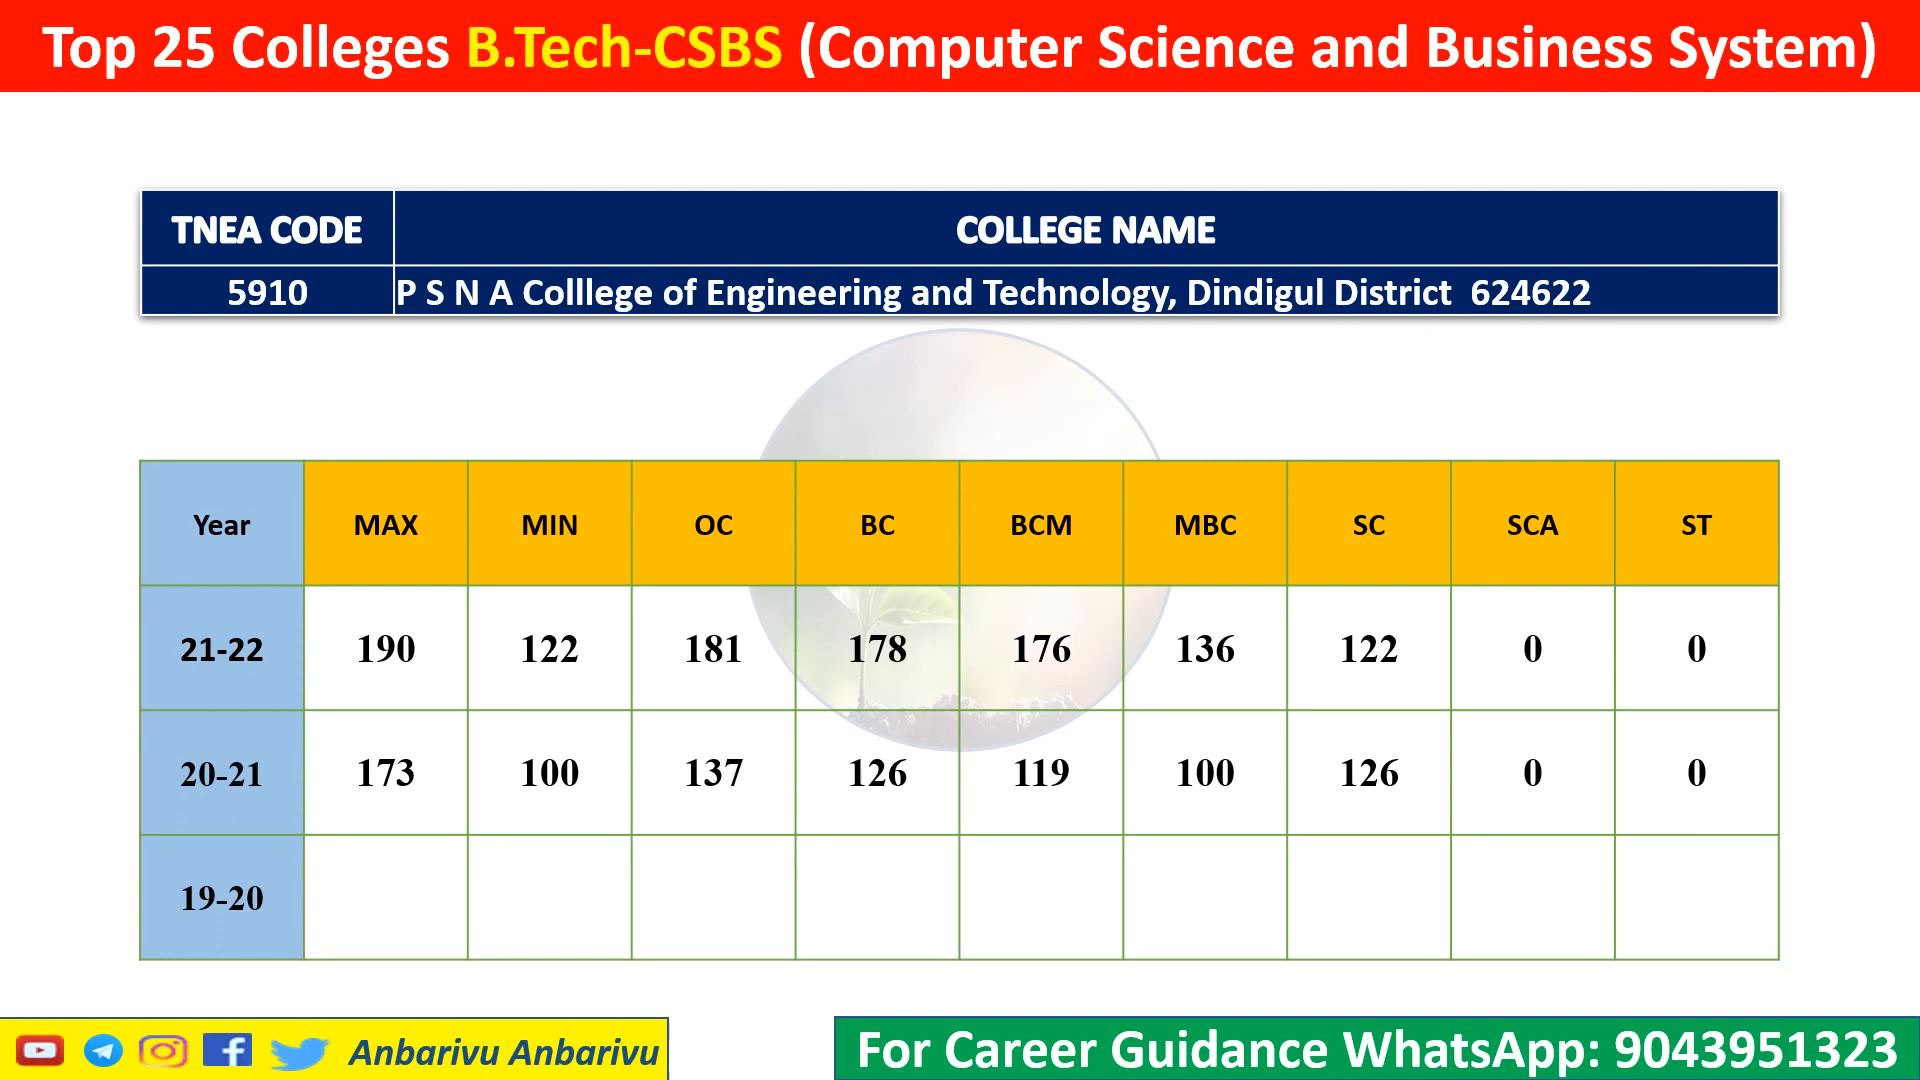 Top 25 Colleges B.Tech-CSBS (Computer Science and Business System)
TNEA CODE COLLEGE NAME
5910 P S N A Colllege of Engineering and Technology, Dindigul District 624622
Year MAX MIN OC BC BCM MBC SC SCA ST
21-22 190 122 181 178 176 136 122 0 0
20-21 173 100 137 126 119 100 126 0 0
19-20
Anbarivu Anbarivu
For Career Guidance WhatsApp: 9043951323